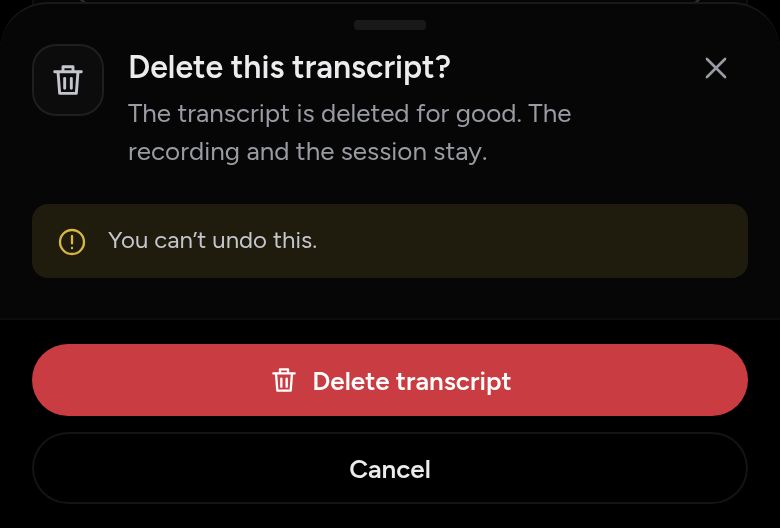 Delete this transcript?
The transcript is deleted for good. The
recording and the session stay.
You can’t undo this.
Delete transcript
Cancel